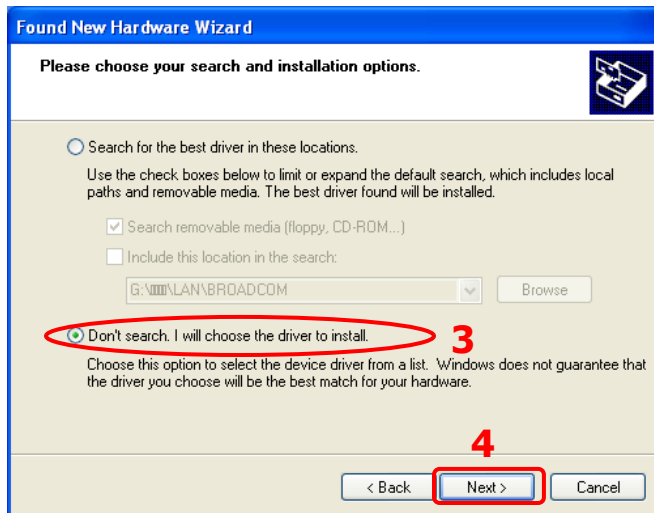 Found New Hardware Wizard
Please choose your search and installation options.
Search for the best driver in these locations.
Use the check boxes below to limit or expand the default search, which includes local
paths and removable media. The best driver found will be installed.
Search removable media (floppy, CD-ROM...)
Include this location in the search:
\LAN\BROADCOM
Browse
Don't search. I will choose the driver to install.
3
Choose this option to select the device driver from a list. Windows does not guarantee that
the driver you choose will be the best match for your hardware.
4
< Back
Next >
Cancel